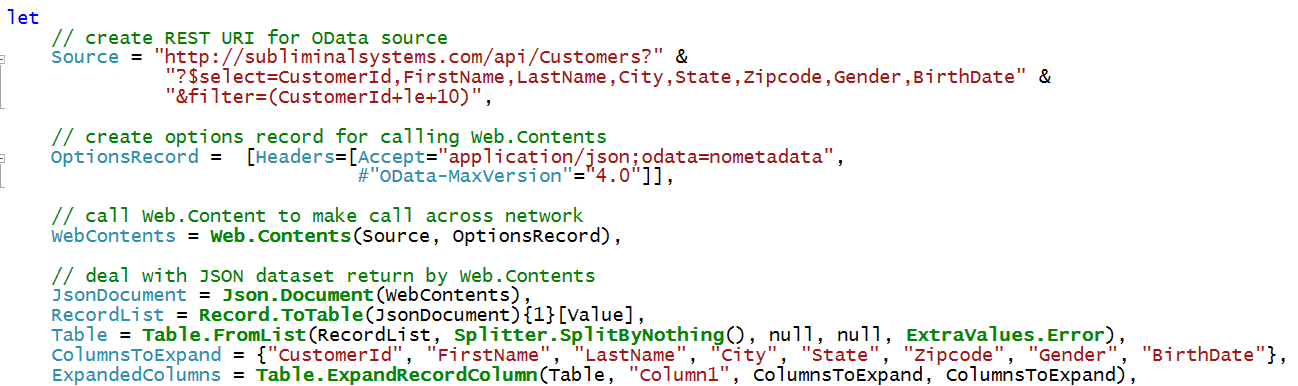 let
    // create REST URI for OData source
    Source = "http://subliminalsystems.com/api/Customers?" &
             "?$select=CustomerId,FirstName,LastName,City,State,Zipcode,Gender,BirthDate" &
             "&filter=(CustomerId+le+10)",
    // create options record for calling Web.Contents
    OptionsRecord =  [Headers=[Accept="application/json;odata=nometadata",
                               #"OData-MaxVersion"="4.0"]],
    // call Web.Content to make call across network
    WebContents = Web.Contents(Source, OptionsRecord),
    // deal with JSON dataset return by Web.Contents
    JsonDocument = Json.Document(WebContents),
    RecordList = Record.ToTable(JsonDocument){1}[Value],
    Table = Table.FromList(RecordList, Splitter.SplitByNothing(), null, null, ExtraValues.Error),
    ColumnsToExpand = {"CustomerId", "FirstName", "LastName", "City", "State", "Zipcode", "Gender", "BirthDate"},
    ExpandedColumns = Table.ExpandRecordColumn(Table, "Column1", ColumnsToExpand, ColumnsToExpand),